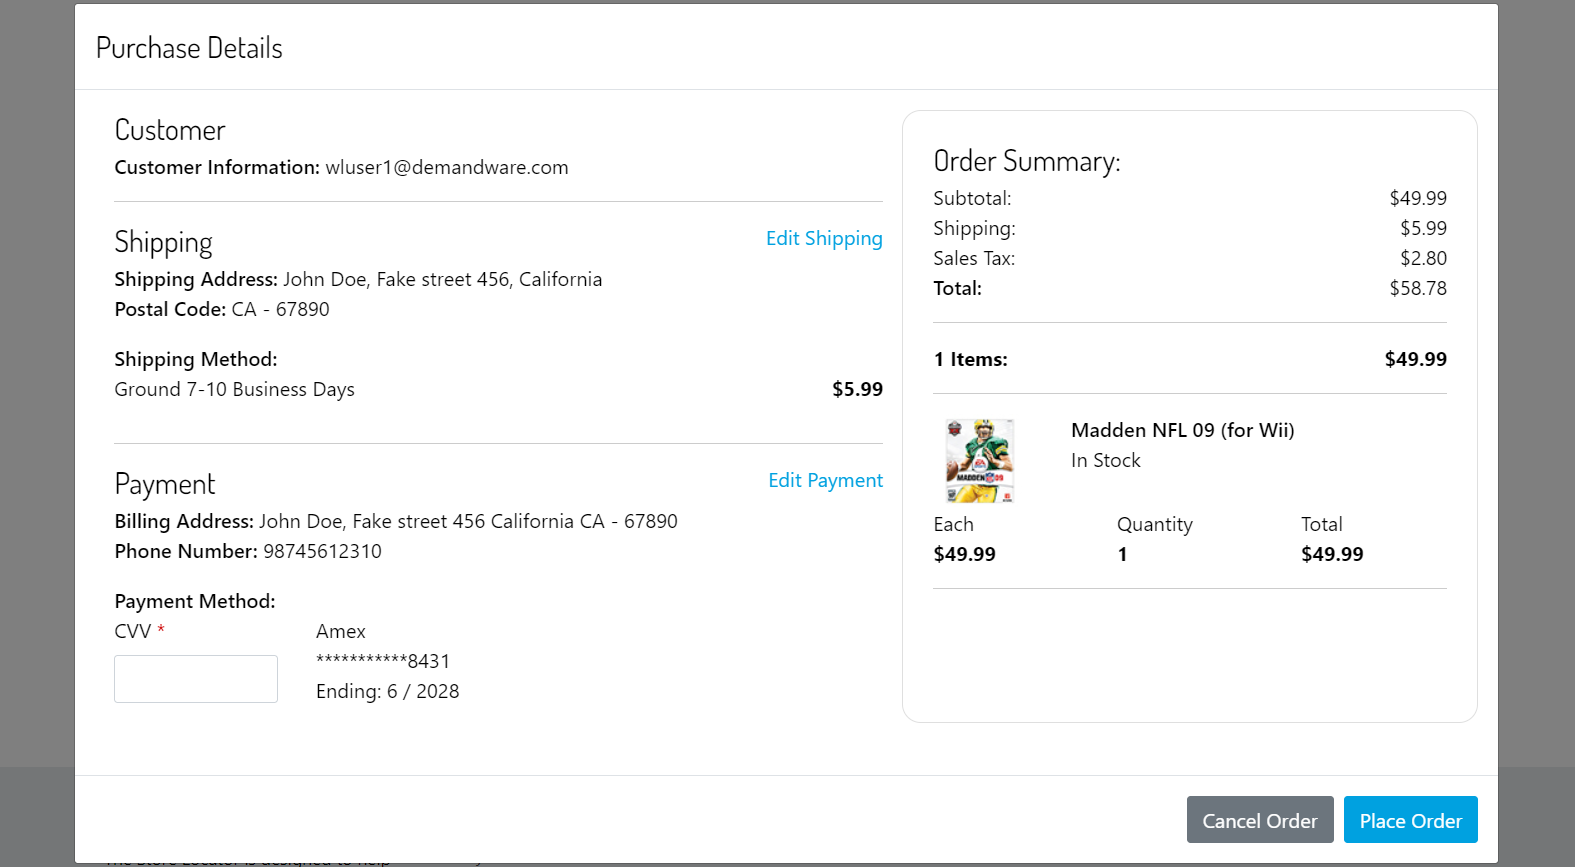 Purchase Details
Customer
Customer Information: wluser1@demandware.com
Shipping
Edit Shipping
Shipping Address: John Doe, Fake street 456, California
Postal Code: CA - 67890
Shipping Method:
Ground 7-10 Business Days $5.99
Payment
Edit Payment
Billing Address: John Doe, Fake street 456 California CA - 67890
Phone Number: 98745612310
Payment Method:
CVV *
Amex
***********8431
Ending: 6 / 2028
Order Summary:
Subtotal: $49.99
Shipping: $5.99
Sales Tax: $2.80
Total: $58.78
1 Items: $49.99
MADDEN 09
Madden NFL 09 (for Wii)
In Stock
Each Quantity Total
$49.99 1 $49.99
Cancel Order Place Order